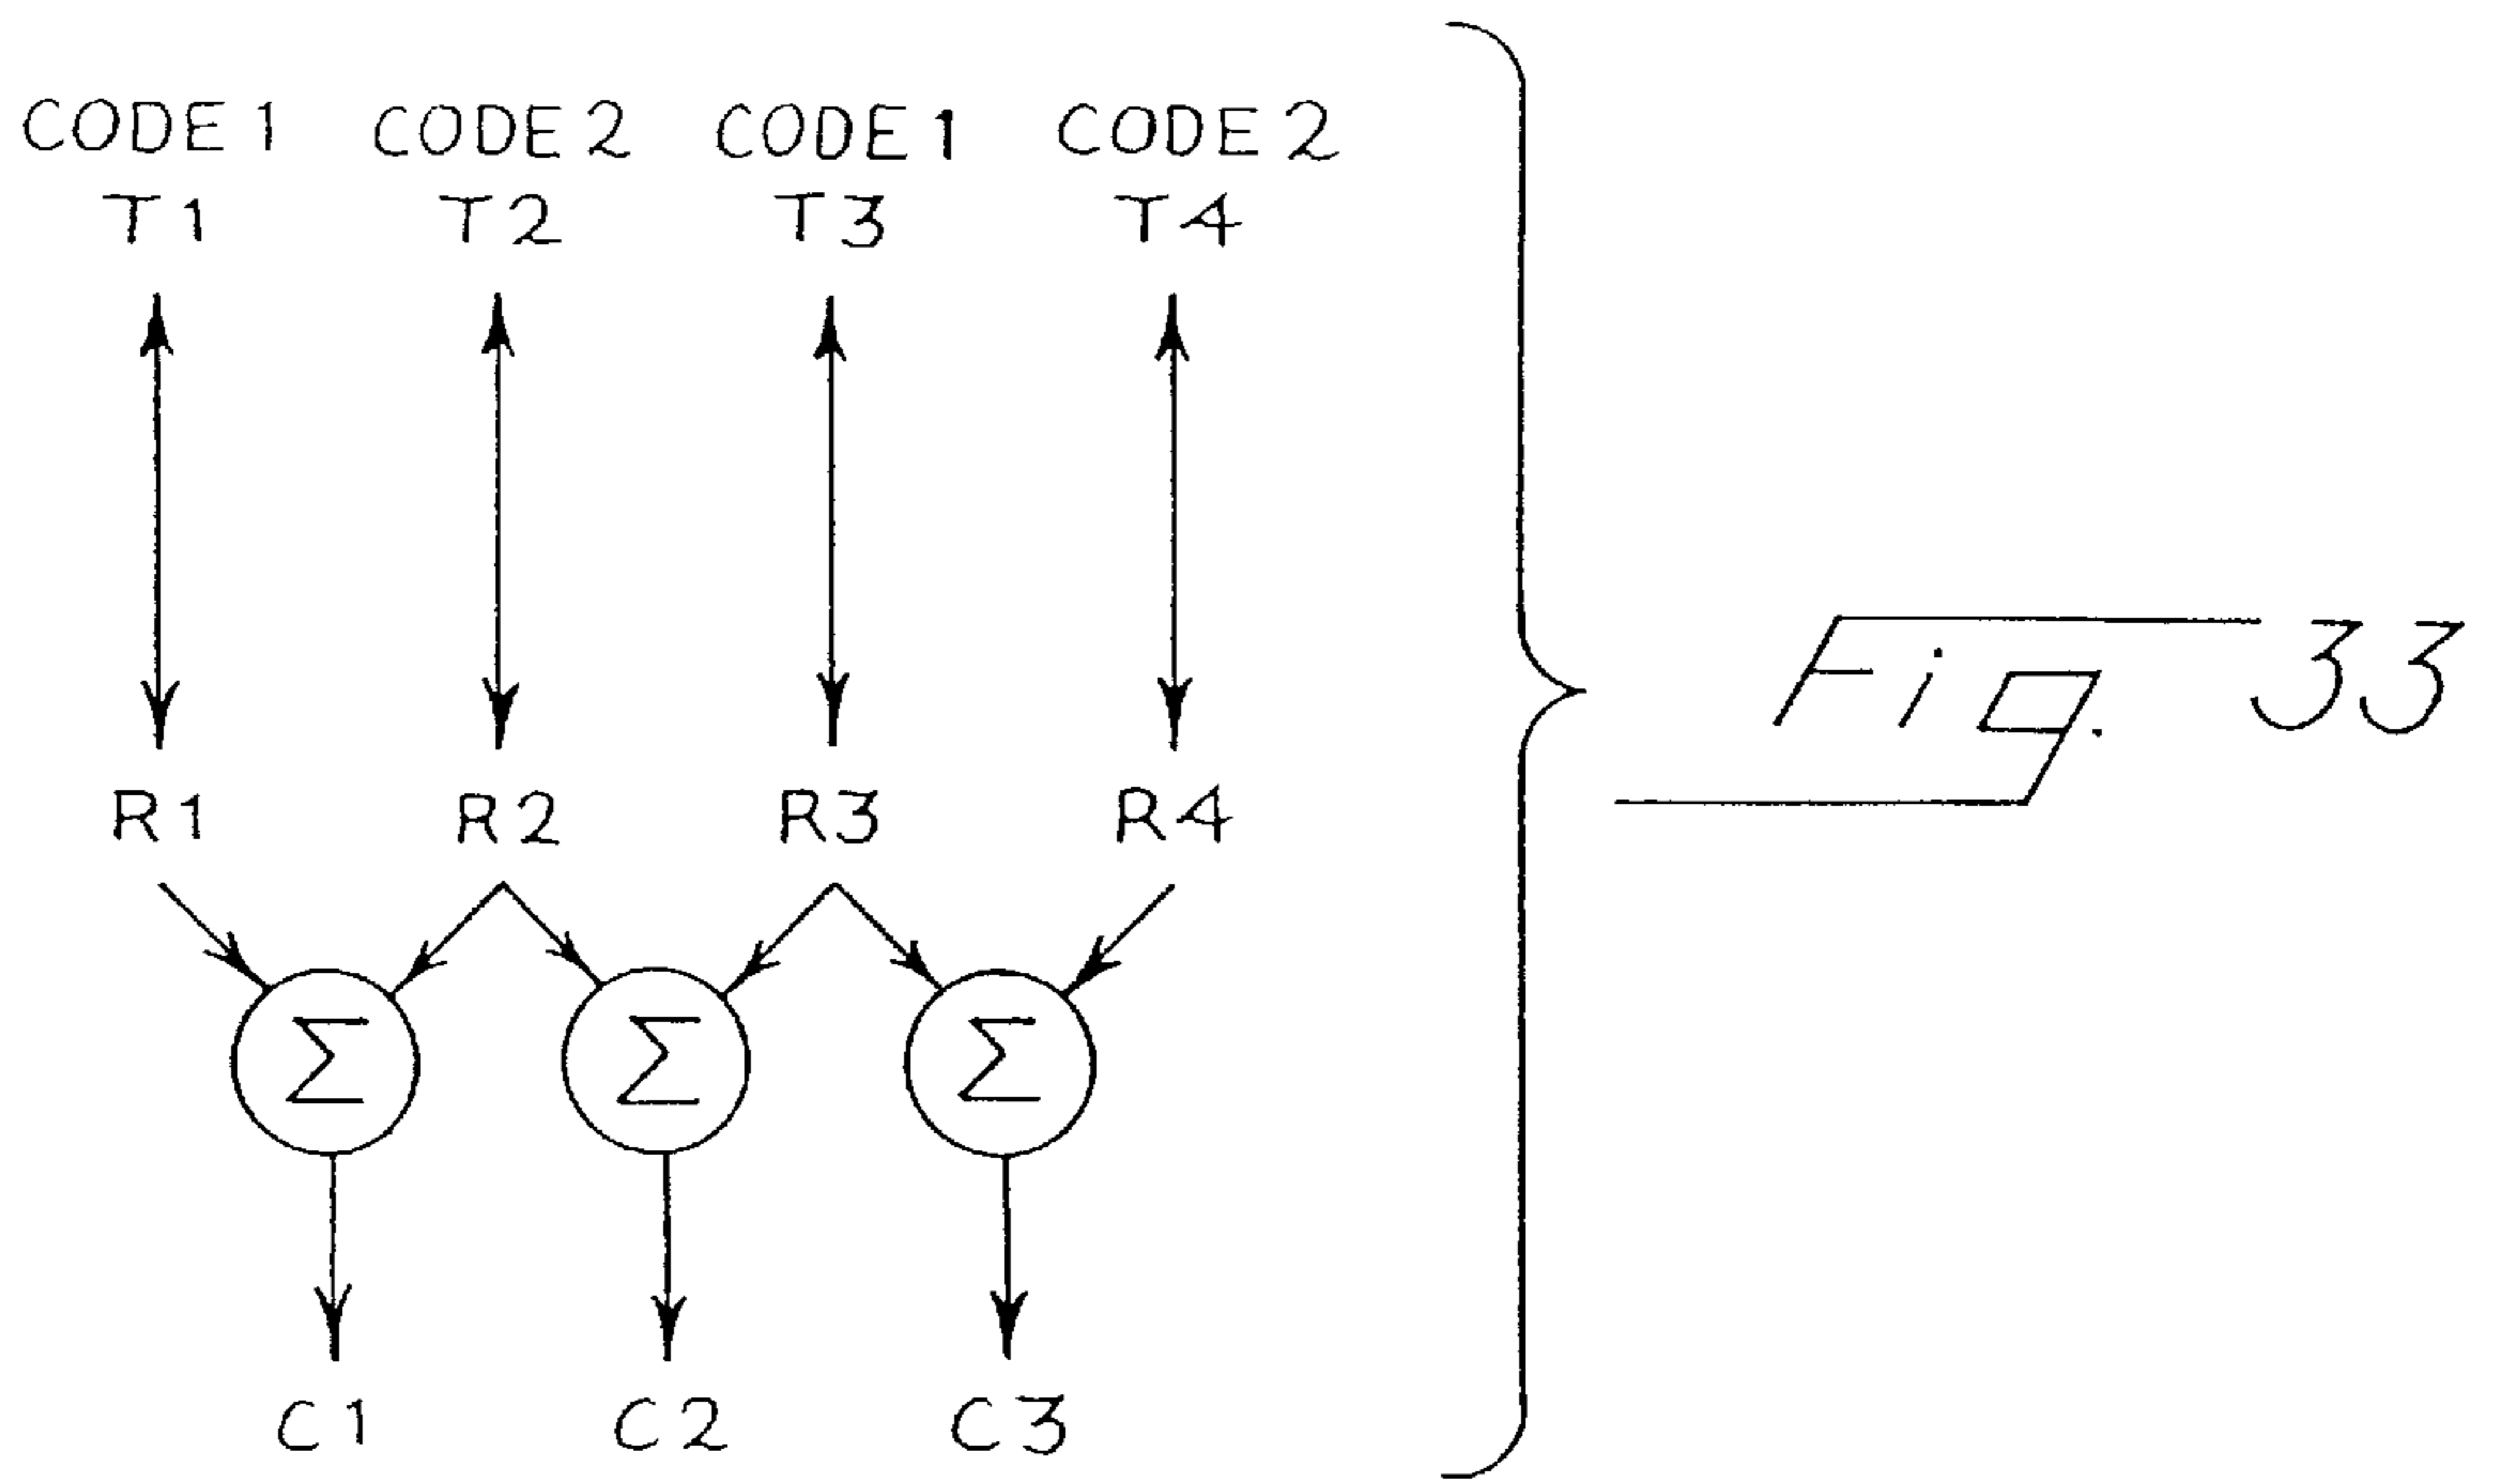 CODE 1 CODE 2 CODE 1 CODE 2
T1 T2 T3 T4
Fig. 33
R1 R2 R3 R4
Σ Σ Σ
C1 C2 C3